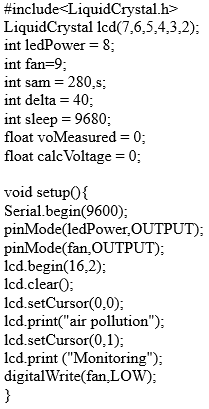 #include<LiquidCrystal.h>
LiquidCrystal lcd(7,6,5,4,3,2);
int ledPower = 8;
int fan=9;
int sam = 280,s;
int delta = 40;
int sleep = 9680;
float voMeasured = 0;
float calcVoltage = 0;

void setup(){
Serial.begin(9600);
pinMode(ledPower,OUTPUT);
pinMode(fan,OUTPUT);
lcd.begin(16,2);
lcd.clear();
lcd.setCursor(0,0);
lcd.print("air pollution");
lcd.setCursor(0,1);
lcd.print ("Monitoring");
digitalWrite(fan,LOW);
}